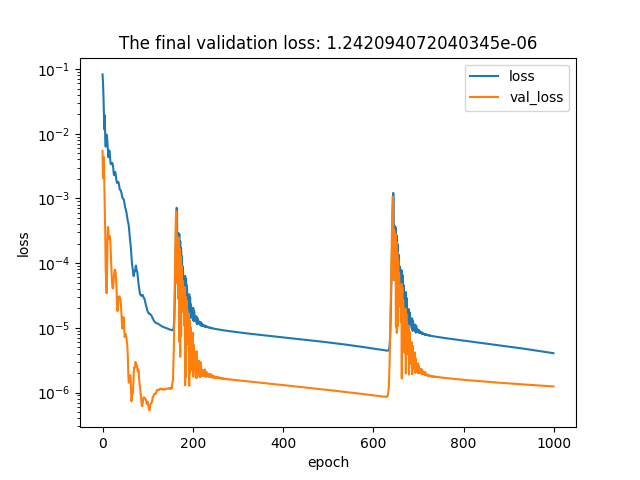 The final validation loss: 1.242094072040345e-06
loss
val_loss
10⁻¹
10⁻²
10⁻³
10⁻⁴
10⁻⁵
10⁻⁶
loss
0 200 400 600 800 1000
epoch